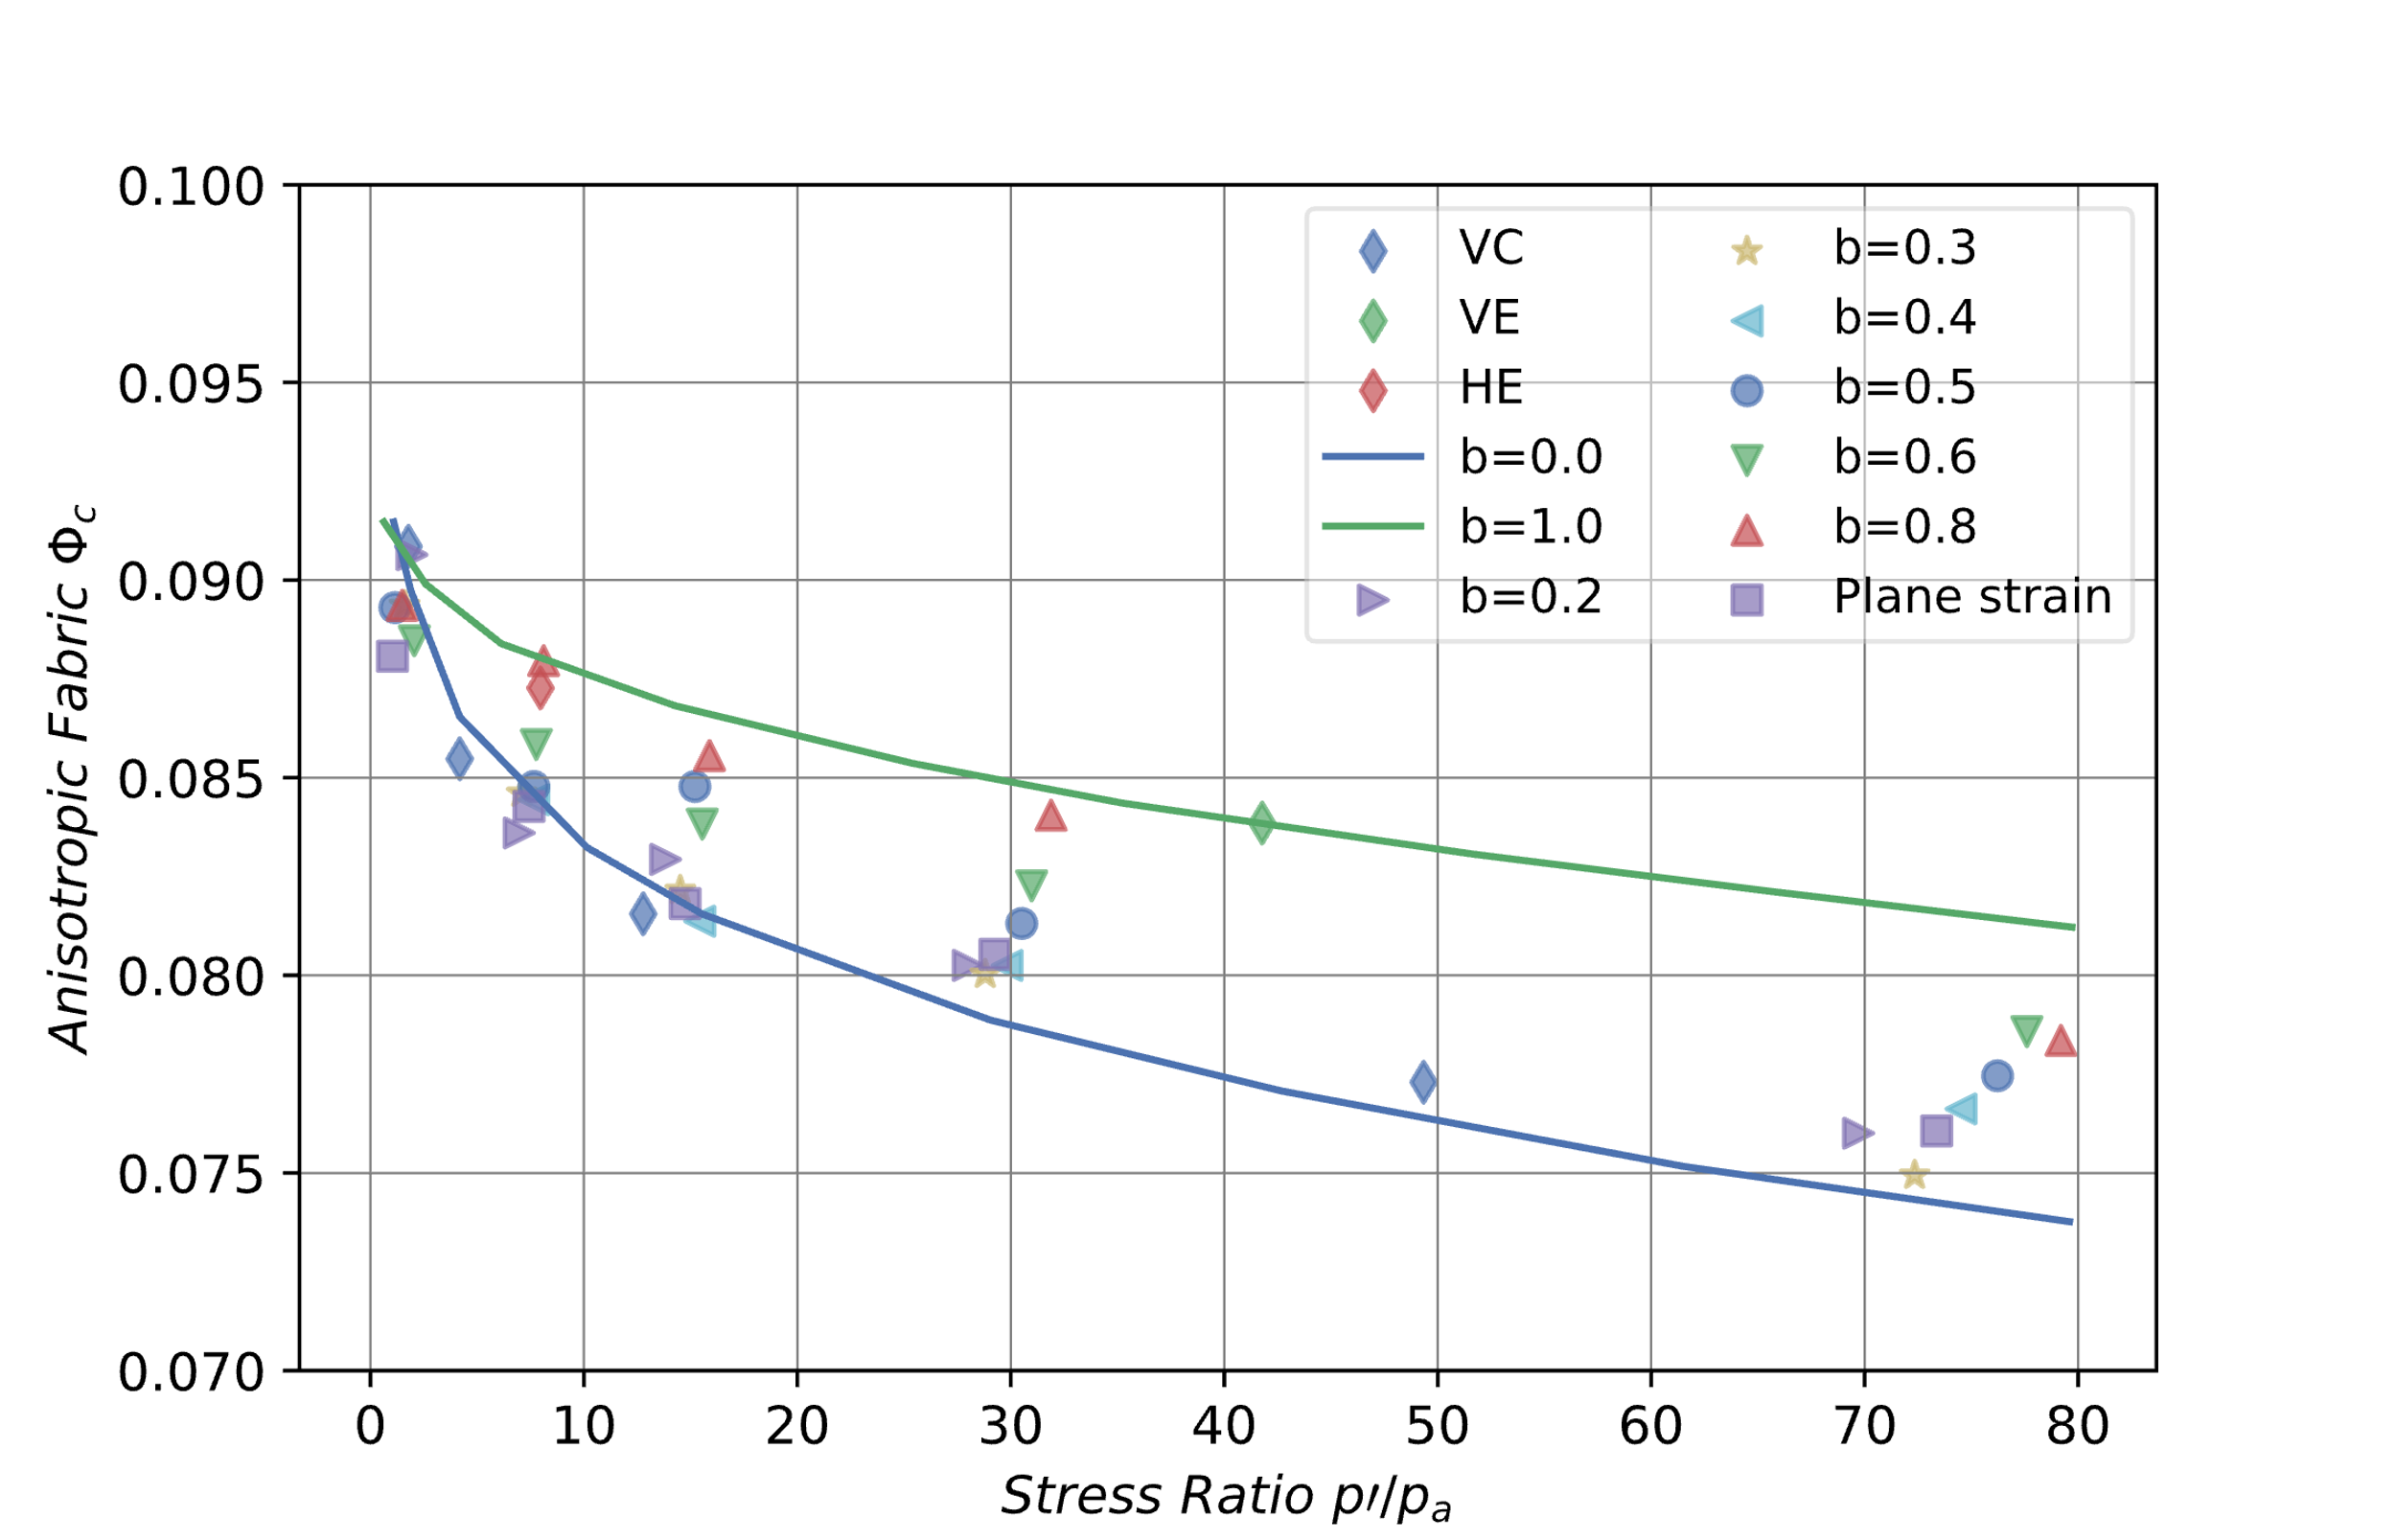 0.100
0.095
0.090
0.085
0.080
0.075
0.070
Anisotropic Fabric Φc
VC
VE
HE
b=0.0
b=1.0
b=0.2
b=0.3
b=0.4
b=0.5
b=0.6
b=0.8
Plane strain
0 10 20 30 40 50 60 70 80
Stress Ratio p′/pa